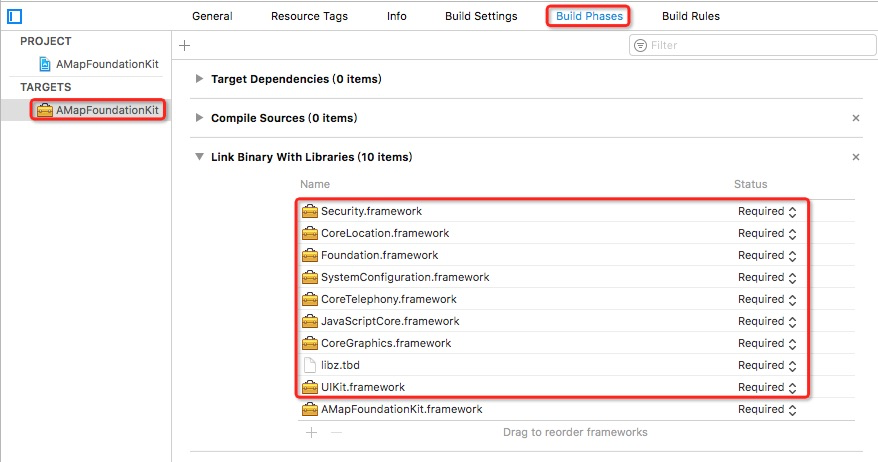 General Resource Tags Info Build Settings Build Phases Build Rules
PROJECT
AMapFoundationKit
TARGETS
AMapFoundationKit
+ Filter
Target Dependencies (0 items)
Compile Sources (0 items) ×
Link Binary With Libraries (10 items) ×
Name Status
Security.framework Required
CoreLocation.framework Required
Foundation.framework Required
SystemConfiguration.framework Required
CoreTelephony.framework Required
JavaScriptCore.framework Required
CoreGraphics.framework Required
libz.tbd Required
UIKit.framework Required
AMapFoundationKit.framework Required
+ − Drag to reorder frameworks